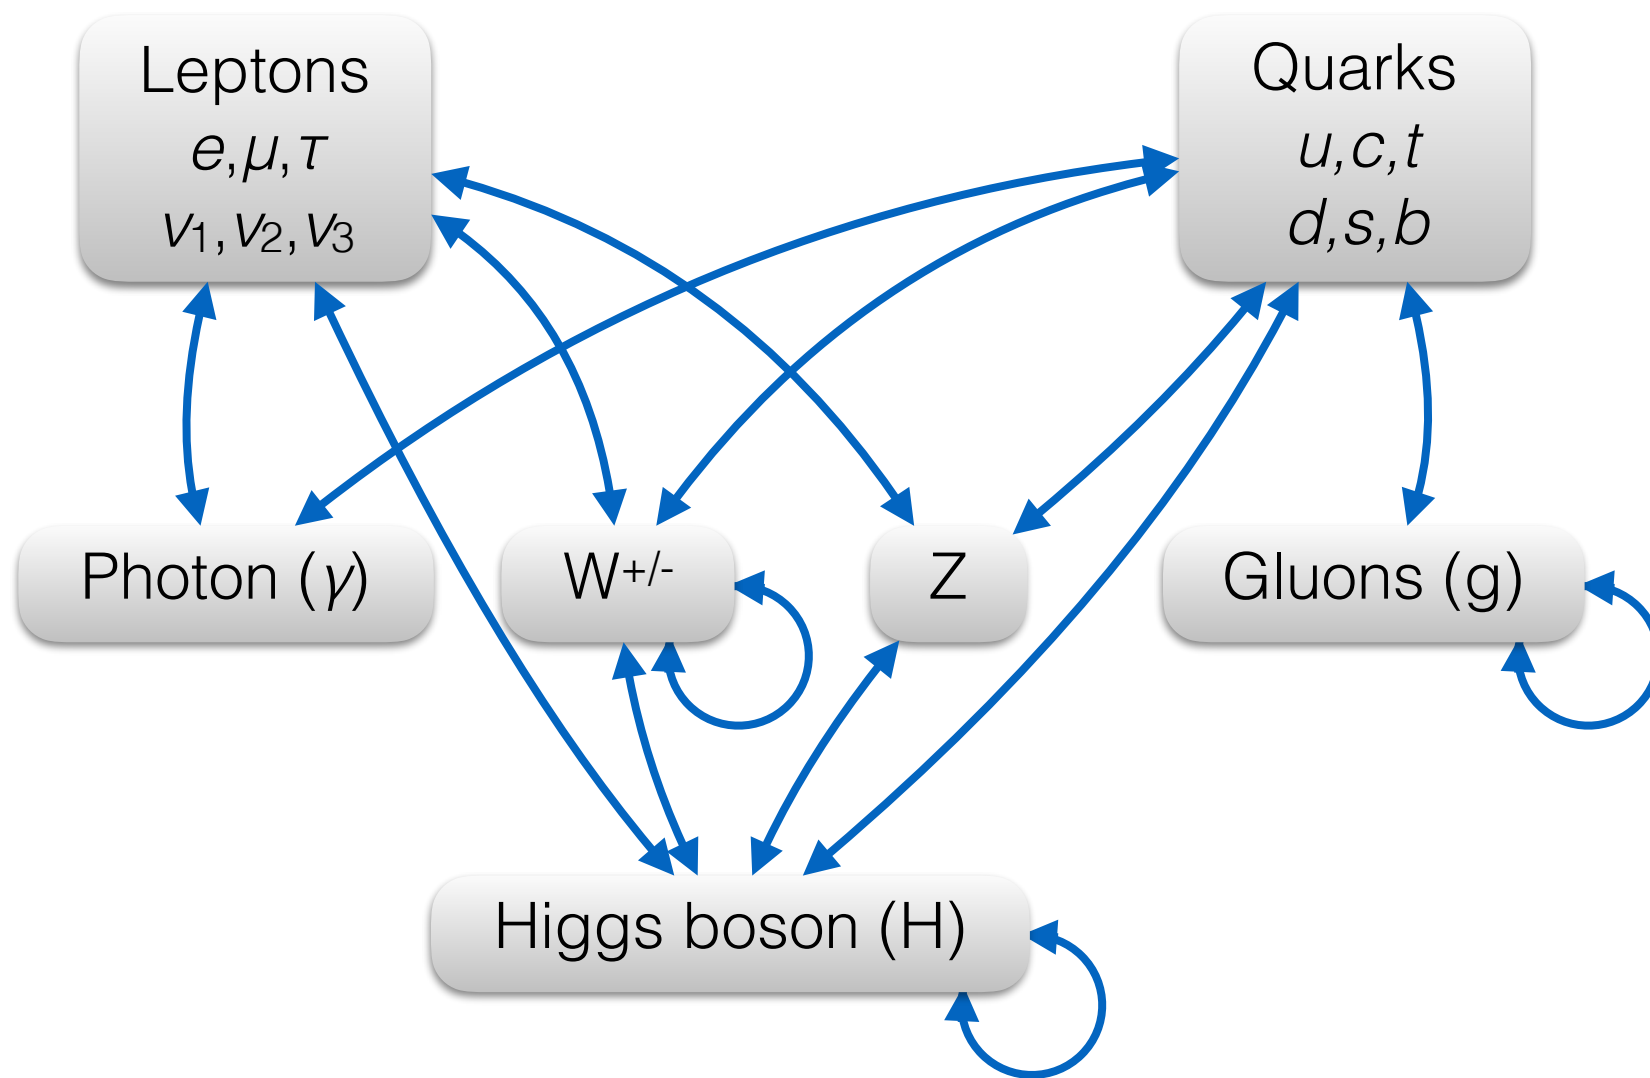 Leptons
e,μ,τ
ν1,ν2,ν3
Quarks
u,c,t
d,s,b
Photon (γ)
W+/-
Z
Gluons (g)
Higgs boson (H)